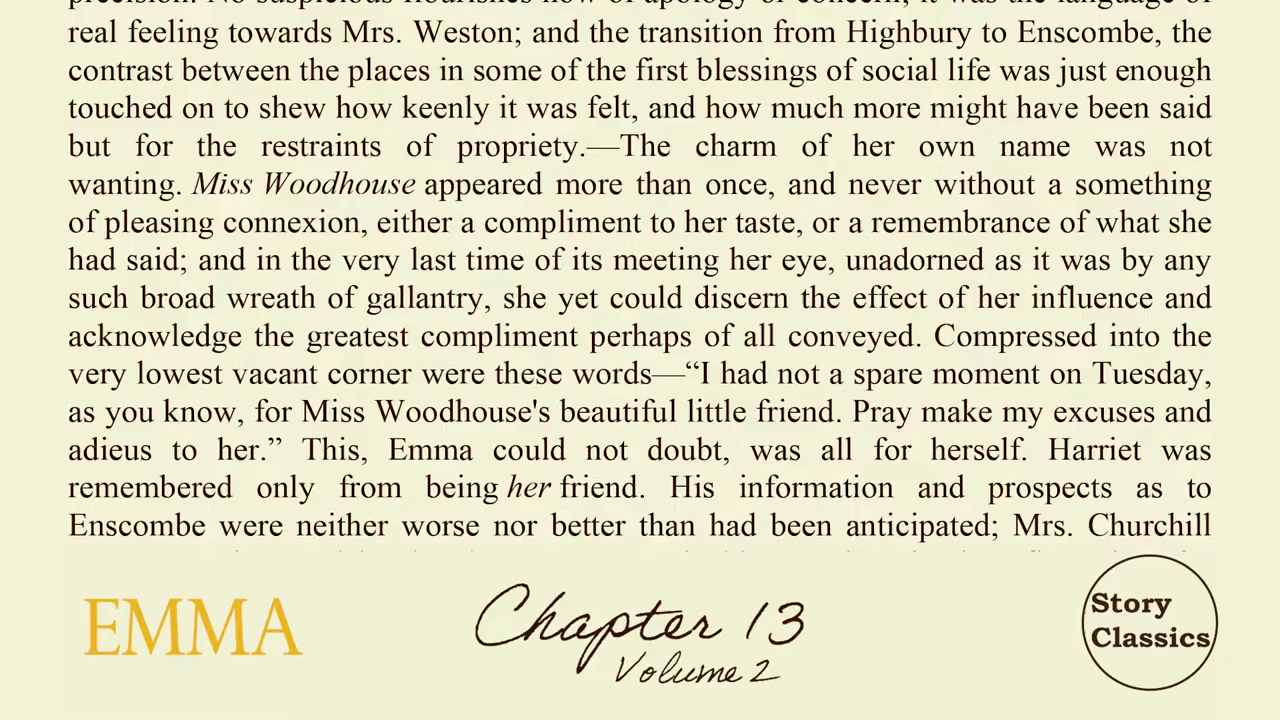 real feeling towards Mrs. Weston; and the transition from Highbury to Enscombe, the
contrast between the places in some of the first blessings of social life was just enough
touched on to shew how keenly it was felt, and how much more might have been said
but for the restraints of propriety.—The charm of her own name was not
wanting. Miss Woodhouse appeared more than once, and never without a something
of pleasing connexion, either a compliment to her taste, or a remembrance of what she
had said; and in the very last time of its meeting her eye, unadorned as it was by any
such broad wreath of gallantry, she yet could discern the effect of her influence and
acknowledge the greatest compliment perhaps of all conveyed. Compressed into the
very lowest vacant corner were these words—“I had not a spare moment on Tuesday,
as you know, for Miss Woodhouse's beautiful little friend. Pray make my excuses and
adieus to her.” This, Emma could not doubt, was all for herself. Harriet was
remembered only from being her friend. His information and prospects as to
Enscombe were neither worse nor better than had been anticipated; Mrs. Churchill
EMMA
Chapter 13
Volume 2
Story
Classics